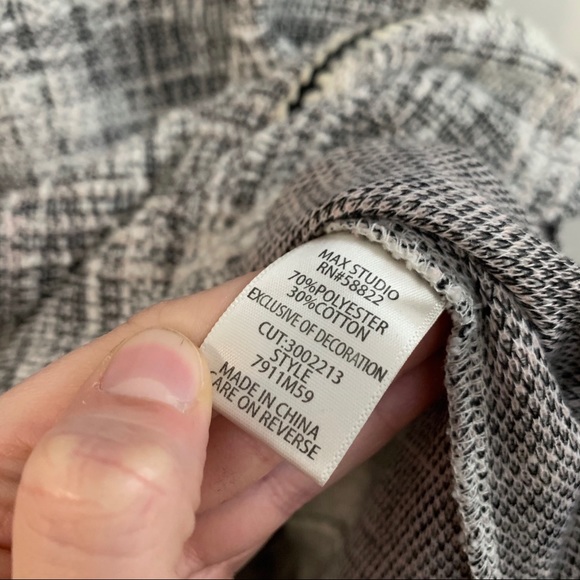 MAX STUDIO
RN#58822
70%POLYESTER
30%COTTON
EXCLUSIVE OF DECORATION
CUT:3002213
STYLE
7911M59
MADE IN CHINA
CARE ON REVERSE